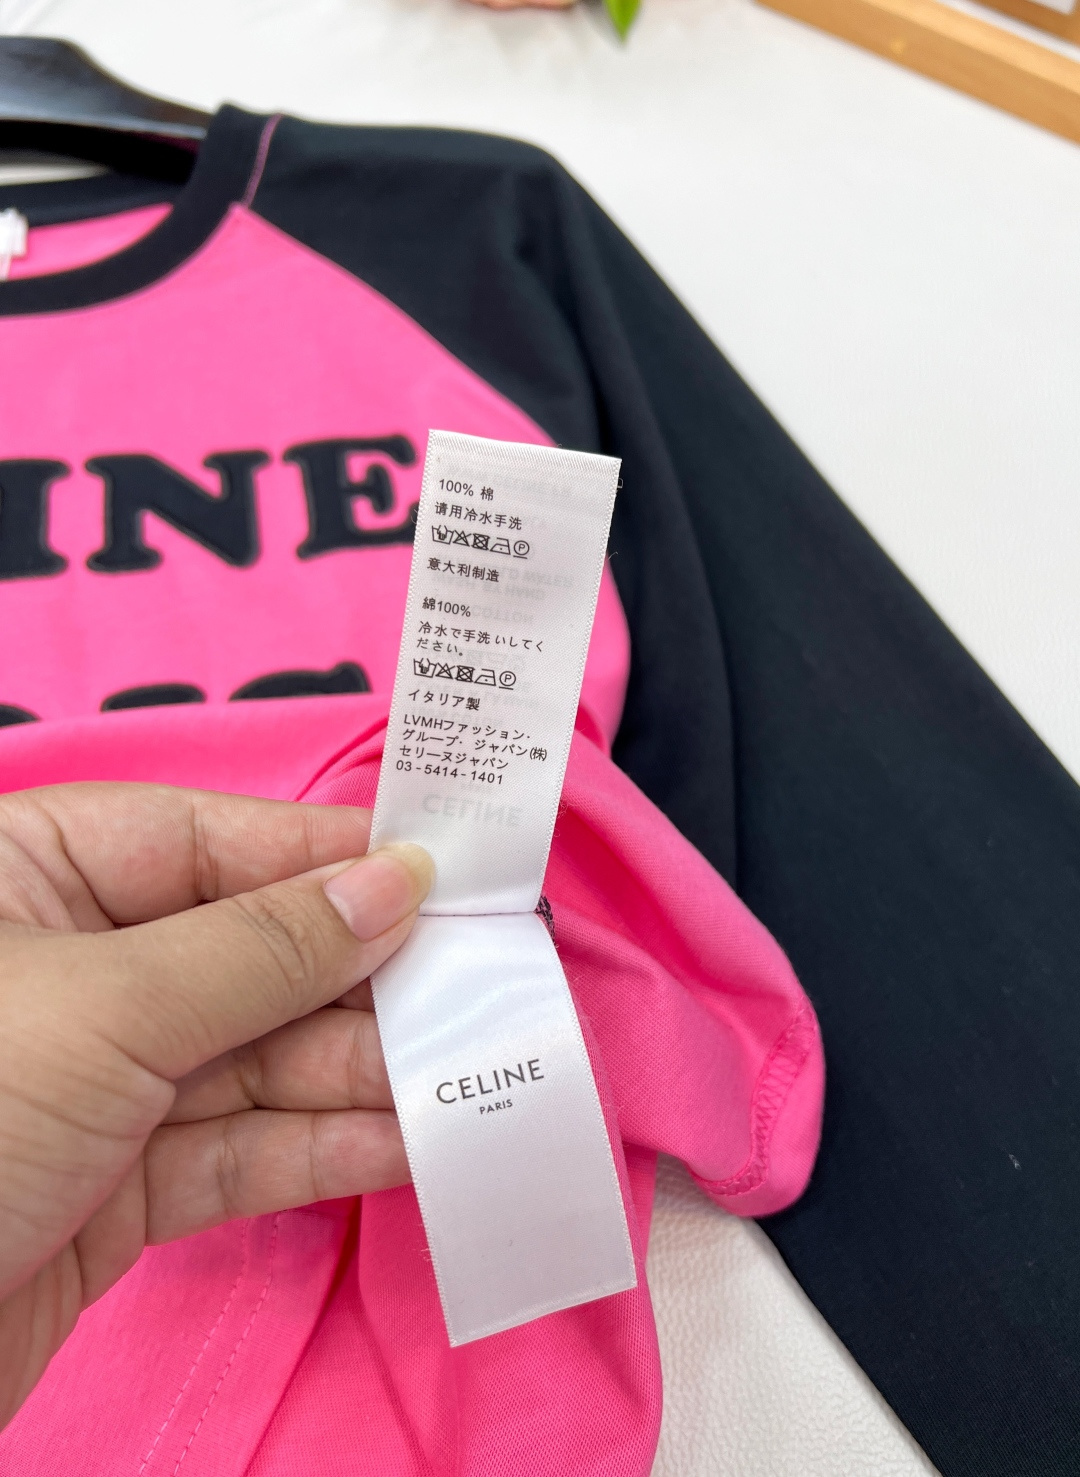 INE
100% 棉
请用冷水手洗
意大利制造
綿100%
冷水で手洗いしてく
ださい。
イタリア製
LVMHファッション・
グループ・ ジャパン(株)
セリーヌジャパン
03-5414-1401
CELINE
PARIS